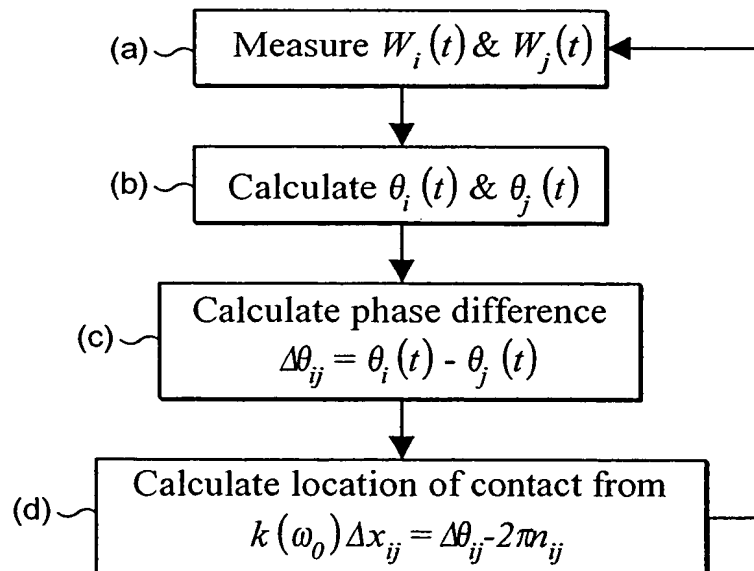 (a) Measure W_i(t) & W_j(t)
(b) Calculate θ_i(t) & θ_j(t)
(c) Calculate phase difference
Δθ_ij = θ_i(t) - θ_j(t)
(d) Calculate location of contact from
k(ω_0) Δx_ij = Δθ_ij-2πn_ij